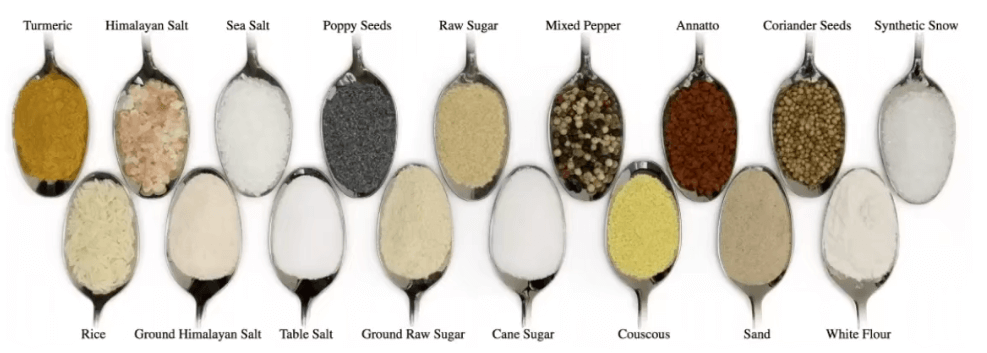 Turmeric Himalayan Salt Sea Salt Poppy Seeds Raw Sugar Mixed Pepper Annatto Coriander Seeds Synthetic Snow
Rice Ground Himalayan Salt Table Salt Ground Raw Sugar Cane Sugar Couscous Sand White Flour